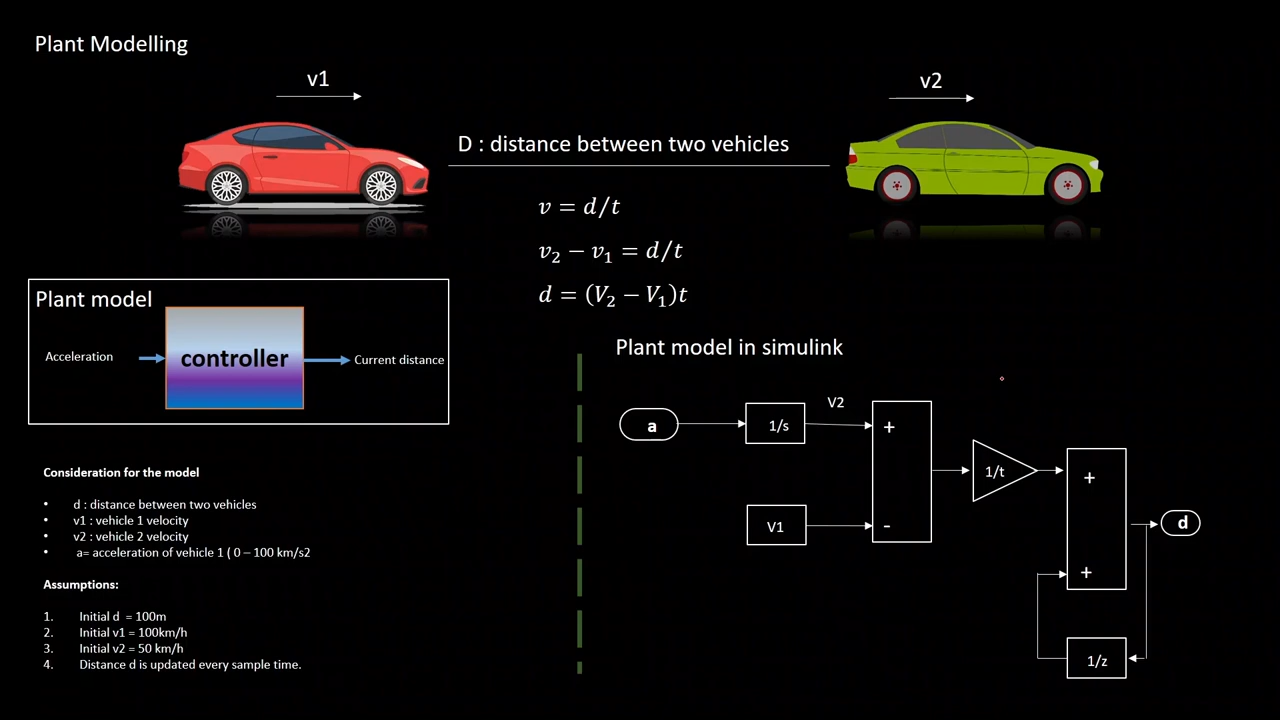 Plant Modelling
v1
v2
D : distance between two vehicles
v = d/t
v₂ − v₁ = d/t
d = (V₂ − V₁)t
Plant model
Acceleration
controller
Current distance
Consideration for the model
• d : distance between two vehicles
• v1 : vehicle 1 velocity
• v2 : vehicle 2 velocity
• a= acceleration of vehicle 1 ( 0 – 100 km/s2
Assumptions:
1. Initial d = 100m
2. Initial v1 = 100km/h
3. Initial v2 = 50 km/h
4. Distance d is updated every sample time.
Plant model in simulink
a
1/s
V2
+
V1
-
1/t
+
+
d
1/z